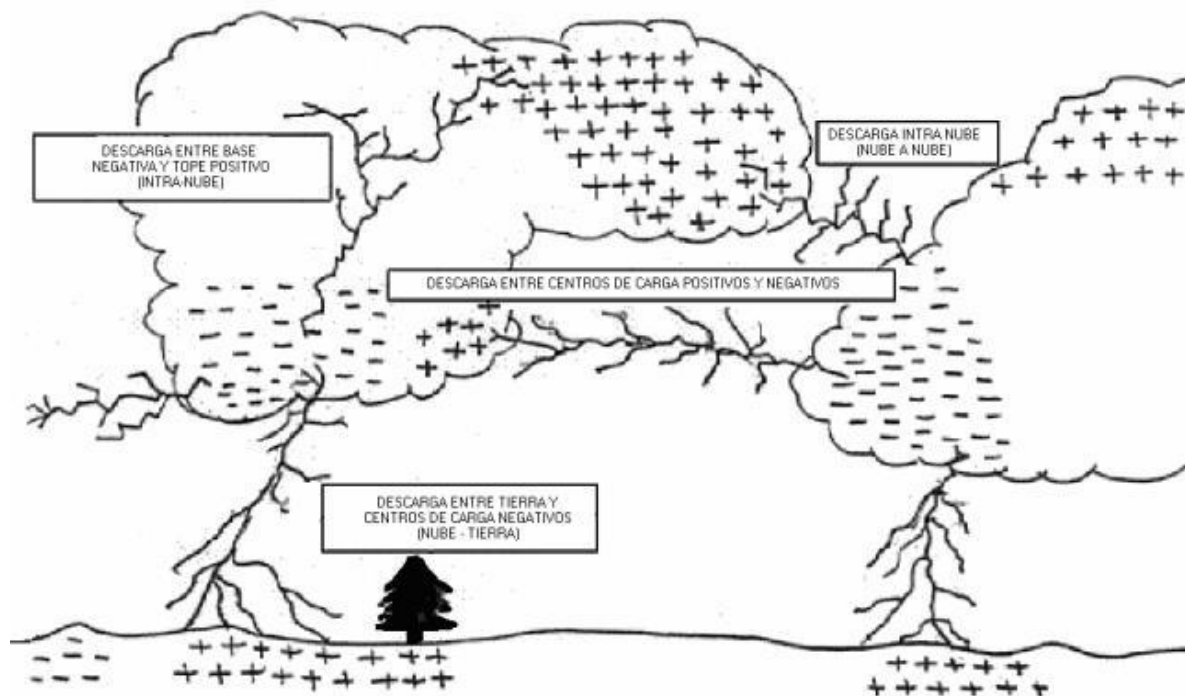 DESCARGA ENTRE BASE
NEGATIVA Y TOPE POSITIVO
(INTRA-NUBE)
DESCARGA INTRA NUBE
(NUBE A NUBE)
DESCARGA ENTRE CENTROS DE CARGA POSITIVOS Y NEGATIVOS
DESCARGA ENTRE TIERRA Y
CENTROS DE CARGA NEGATIVOS
(NUBE - TIERRA)